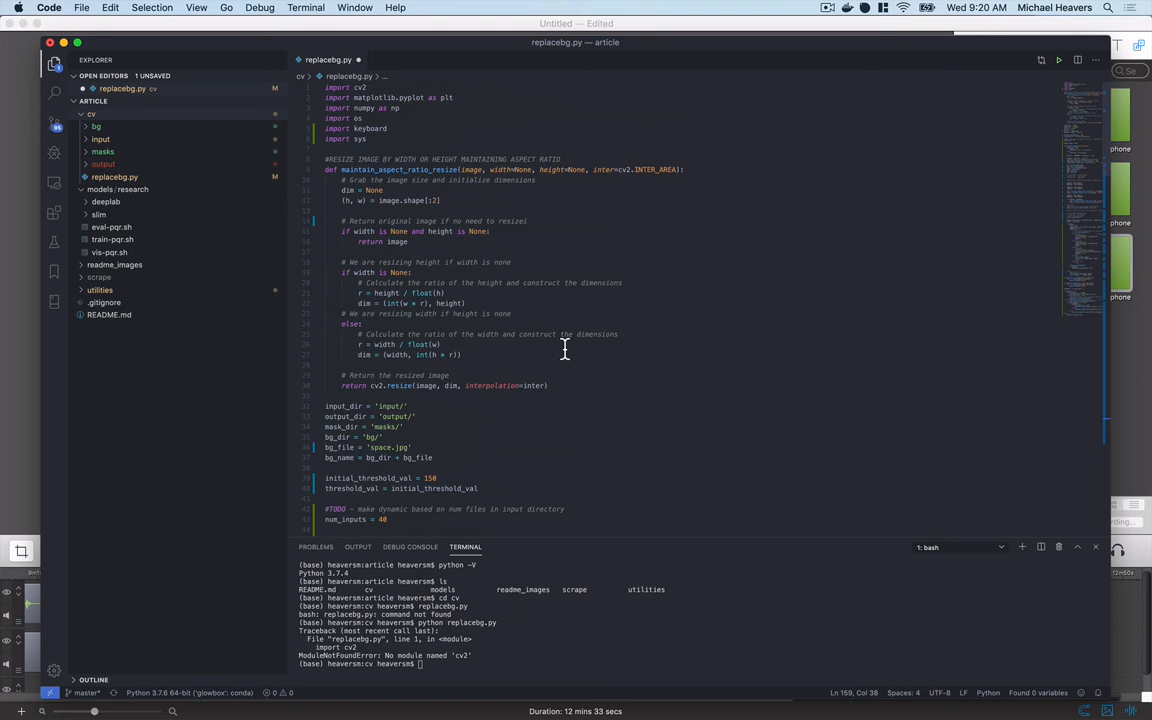 Code File Edit Selection View Go Debug Terminal Window Help Wed 9:20 AM Michael Heavers
Untitled — Edited
replacebg.py — article
EXPLORER
replacebg.py
OPEN EDITORS 1 UNSAVED
replacebg.py cv M
ARTICLE
cv
bg
input
masks
output
replacebg.py M
models/research
deeplab
slim
eval-pqr.sh
train-pqr.sh
vis-pqr.sh
readme_images
scrape
utilities
.gitignore
README.md
OUTLINE
cv > replacebg.py > ...
1 import cv2
2 import matplotlib.pyplot as plt
3 import numpy as np
4 import os
5 import keyboard
6 import sys
7
8 #RESIZE IMAGE BY WIDTH OR HEIGHT MAINTAINING ASPECT RATIO
9 def maintain_aspect_ratio_resize(image, width=None, height=None, inter=cv2.INTER_AREA):
10 # Grab the image size and initialize dimensions
11 dim = None
12 (h, w) = image.shape[:2]
13
14 # Return original image if no need to resizei
15 if width is None and height is None:
16 return image
17
18 # We are resizing height if width is none
19 if width is None:
20 # Calculate the ratio of the height and construct the dimensions
21 r = height / float(h)
22 dim = (int(w * r), height)
23 # We are resizing width if height is none
24 else:
25 # Calculate the ratio of the width and construct the dimensions
26 r = width / float(w)
27 dim = (width, int(h * r))
28
29 # Return the resized image
30 return cv2.resize(image, dim, interpolation=inter)
31
32 input_dir = 'input/'
33 output_dir = 'output/'
34 mask_dir = 'masks/'
35 bg_dir = 'bg/'
36 bg_file = 'space.jpg'
37 bg_name = bg_dir + bg_file
38
39 initial_threshold_val = 150
40 threshold_val = initial_threshold_val
41
42 #TODO - make dynamic based on num files in input directory
43 num_inputs = 40
44
PROBLEMS OUTPUT DEBUG CONSOLE TERMINAL 1: bash
(base) heaversm:article heaversm$ python -V
Python 3.7.4
(base) heaversm:article heaversm$ ls
README.md cv models readme_images scrape utilities
(base) heaversm:article heaversm$ cd cv
(base) heaversm:cv heaversm$ replacebg.py
bash: replacebg.py: command not found
(base) heaversm:cv heaversm$ python replacebg.py
Traceback (most recent call last):
File "replacebg.py", line 1, in <module>
import cv2
ModuleNotFoundError: No module named 'cv2'
(base) heaversm:cv heaversm$
master* Python 3.7.6 64-bit ('glowbox': conda) 0 0 Ln 159, Col 38 Spaces: 4 UTF-8 LF Python Found 0 variables
T
Se
phone
phone
phone
12m50s
Duration: 12 mins 33 secs